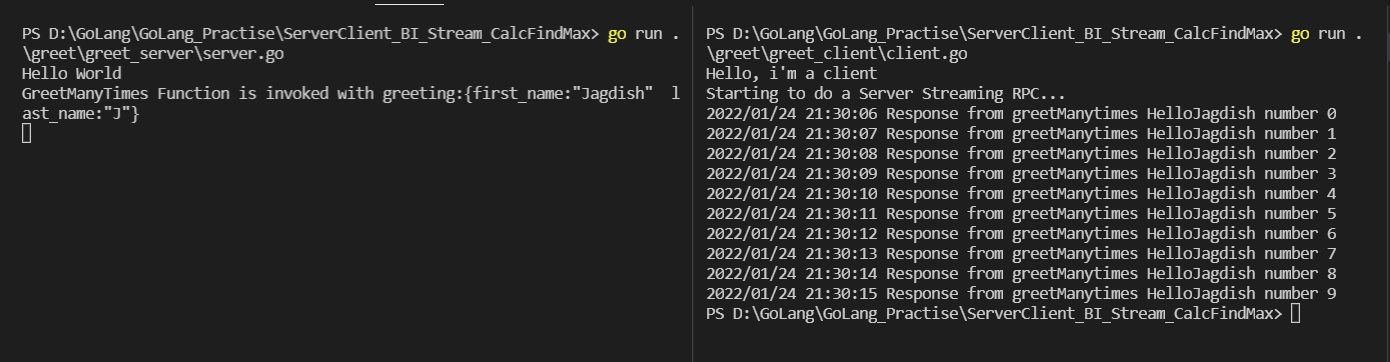 PS D:\GoLang\GoLang_Practise\ServerClient_BI_Stream_CalcFindMax> go run .
\greet\greet_server\server.go
Hello World
GreetManyTimes Function is invoked with greeting:{first_name:"Jagdish"  l
ast_name:"J"}
PS D:\GoLang\GoLang_Practise\ServerClient_BI_Stream_CalcFindMax> go run .
\greet\greet_client\client.go
Hello, i'm a client
Starting to do a Server Streaming RPC...
2022/01/24 21:30:06 Response from greetManytimes HelloJagdish number 0
2022/01/24 21:30:07 Response from greetManytimes HelloJagdish number 1
2022/01/24 21:30:08 Response from greetManytimes HelloJagdish number 2
2022/01/24 21:30:09 Response from greetManytimes HelloJagdish number 3
2022/01/24 21:30:10 Response from greetManytimes HelloJagdish number 4
2022/01/24 21:30:11 Response from greetManytimes HelloJagdish number 5
2022/01/24 21:30:12 Response from greetManytimes HelloJagdish number 6
2022/01/24 21:30:13 Response from greetManytimes HelloJagdish number 7
2022/01/24 21:30:14 Response from greetManytimes HelloJagdish number 8
2022/01/24 21:30:15 Response from greetManytimes HelloJagdish number 9
PS D:\GoLang\GoLang_Practise\ServerClient_BI_Stream_CalcFindMax>